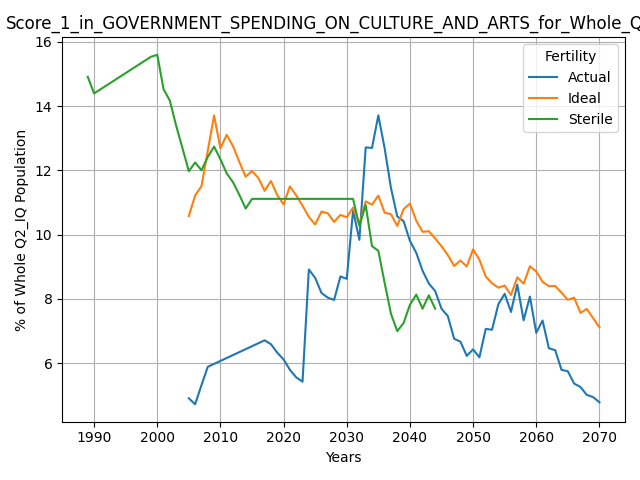 Score_1_in_GOVERNMENT_SPENDING_ON_CULTURE_AND_ARTS_for_Whole_Q
Fertility
Actual
Ideal
Sterile
% of Whole Q2_IQ Population
16
14
12
10
8
6
1990 2000 2010 2020 2030 2040 2050 2060 2070
Years